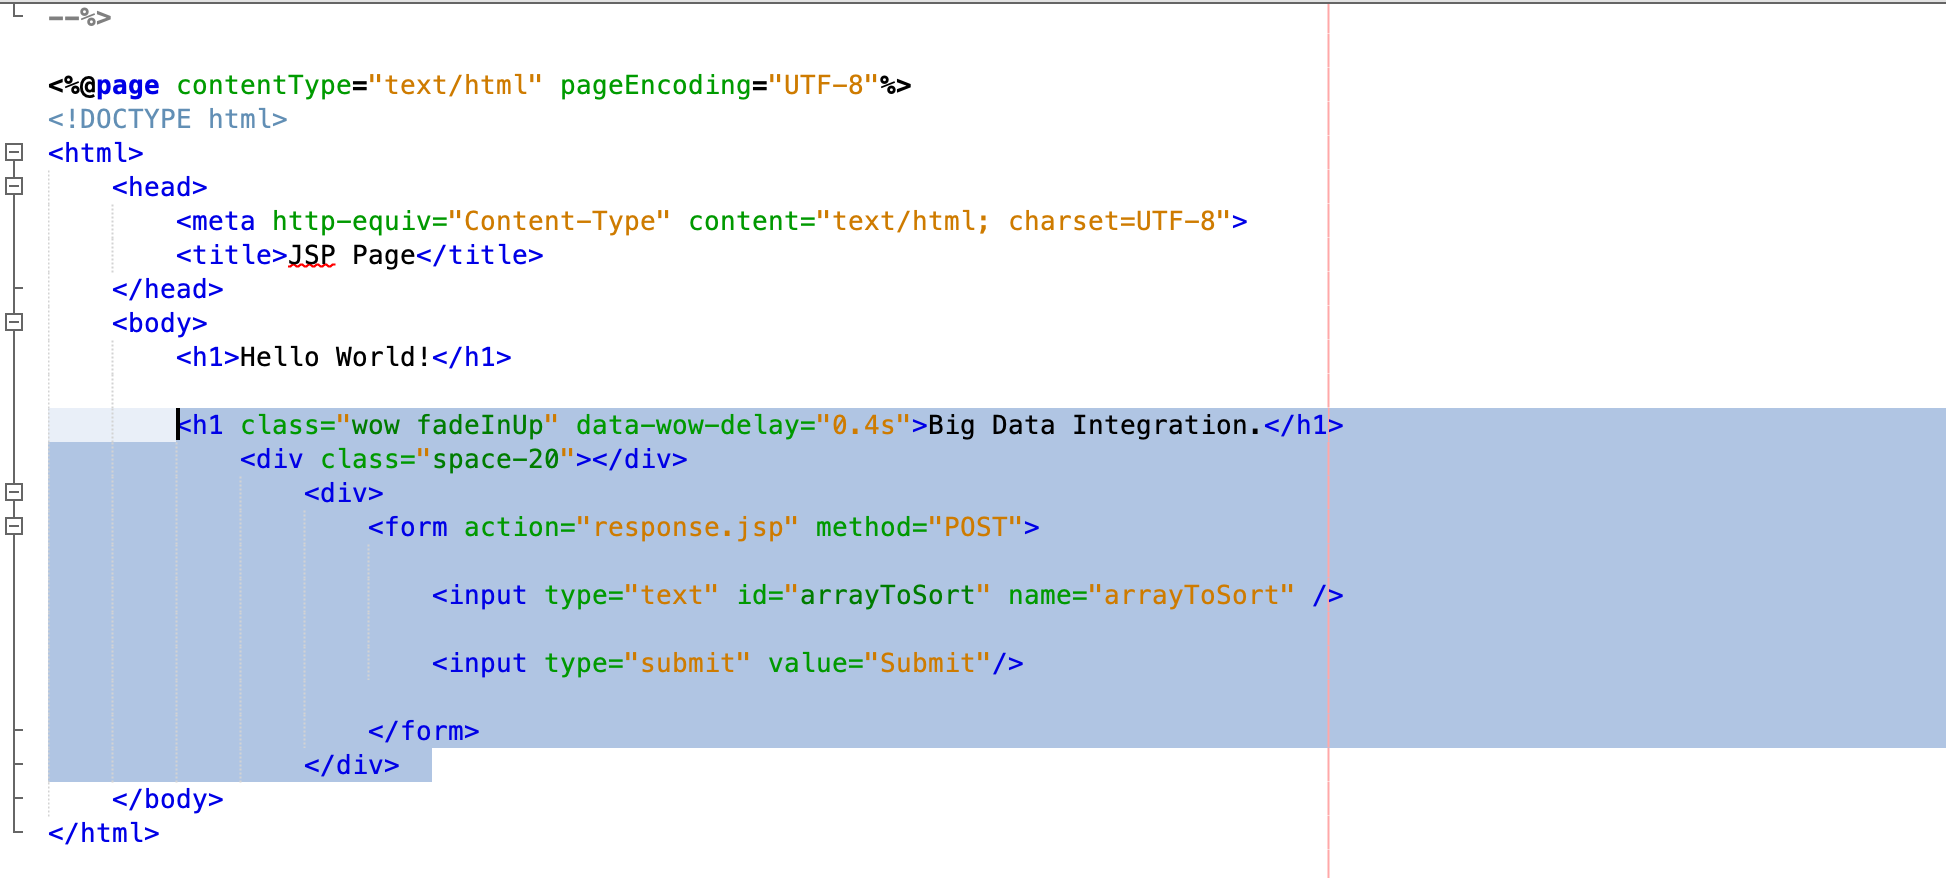 --%>
<%@page contentType="text/html" pageEncoding="UTF-8"%>
<!DOCTYPE html>
<html>
    <head>
        <meta http-equiv="Content-Type" content="text/html; charset=UTF-8">
        <title>JSP Page</title>
    </head>
    <body>
        <h1>Hello World!</h1>
        <h1 class="wow fadeInUp" data-wow-delay="0.4s">Big Data Integration.</h1>
            <div class="space-20"></div>
                <div>
                    <form action="response.jsp" method="POST">
                        <input type="text" id="arrayToSort" name="arrayToSort" />
                        <input type="submit" value="Submit"/>
                    </form>
                </div>
    </body>
</html>